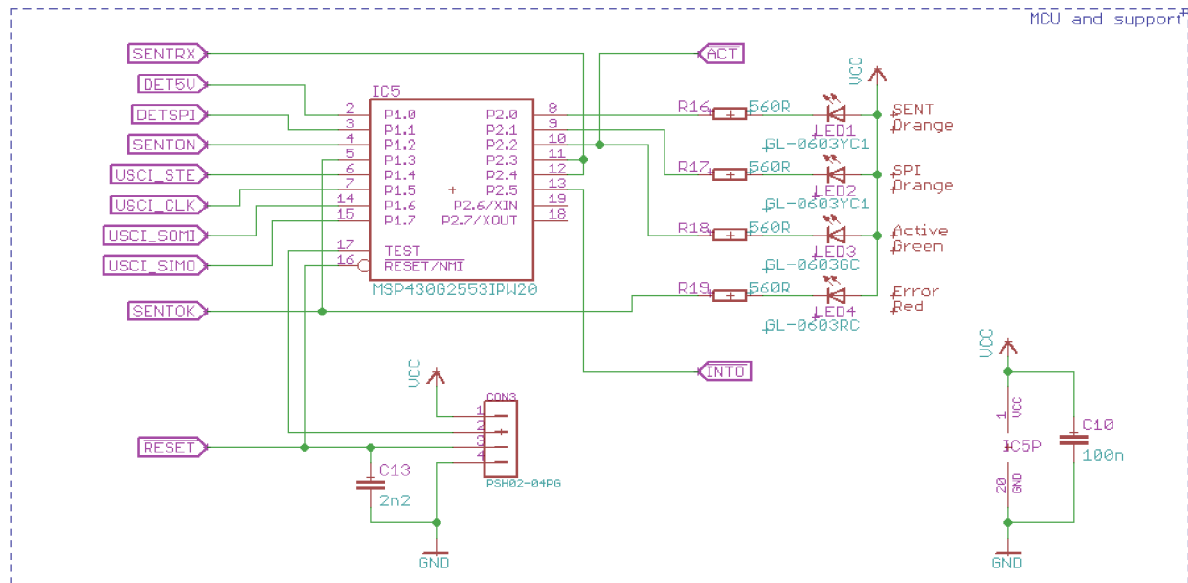 MCU and support
SENTRX
DET5V
DETSPI
SENTON
USCI_STE
USCI_CLK
USCI_SOMI
USCI_SIMO
SENTOK
RESET
IC5
2 P1.0 P2.0 8
3 P1.1 P2.1 9
4 P1.2 P2.2 10
5 P1.3 P2.3 11
6 P1.4 P2.4 12
7 P1.5 P2.5 13
14 P1.6 P2.6/XIN 19
15 P1.7 P2.7/XOUT 18
17 TEST
16 RESET/NMI
MSP430G2553IPW20
ACT
VCC
R16 560R LED1 SENT
GL-0603YC1 Orange
R17 560R LED2 SPI
GL-0603YC1 Orange
R18 560R LED3 Active
GL-0603GC Green
R19 560R LED4 Error
GL-0603RC Red
INTO
VCC
CON3
1
2
3
4
PSH02-04PG
C13
2n2
GND
VCC
1 VCC
IC5P
20 GND
C10
100n
GND